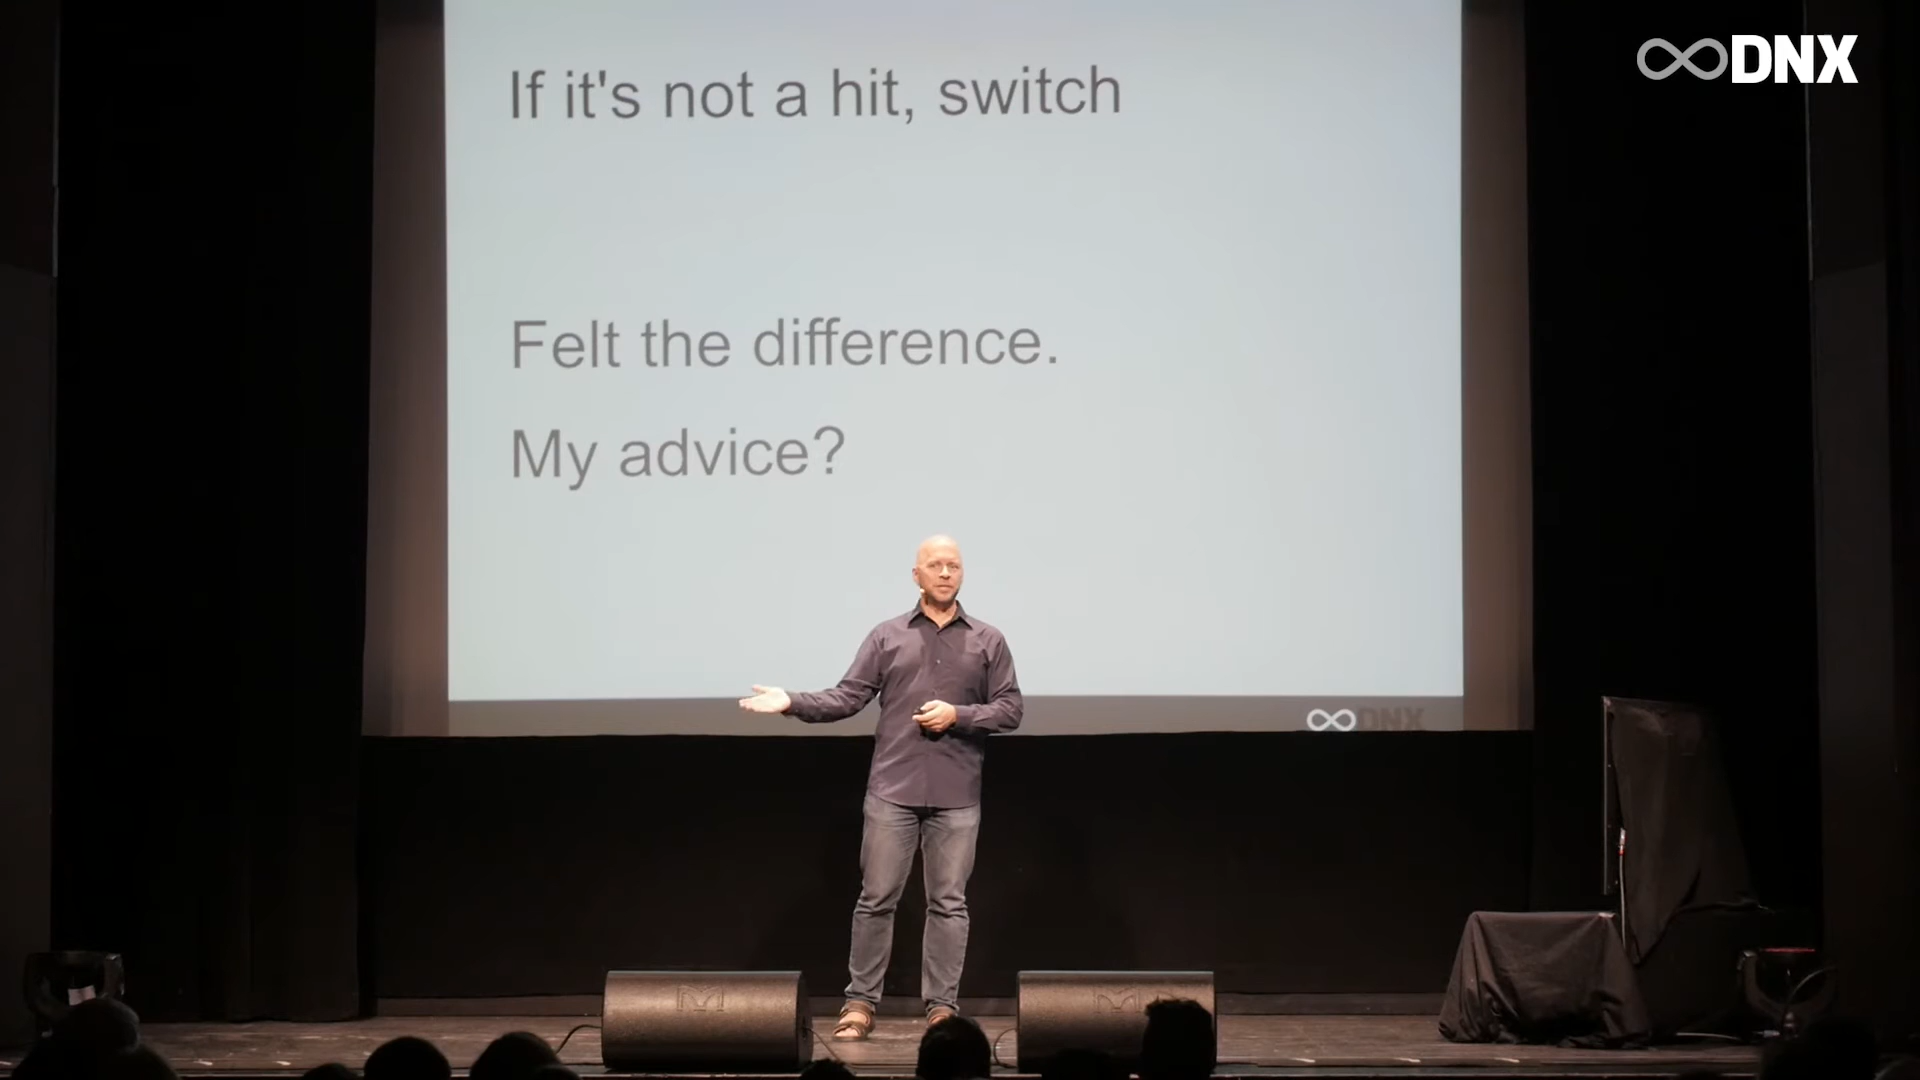 DNX
If it's not a hit, switch
Felt the difference.
My advice?
DNX